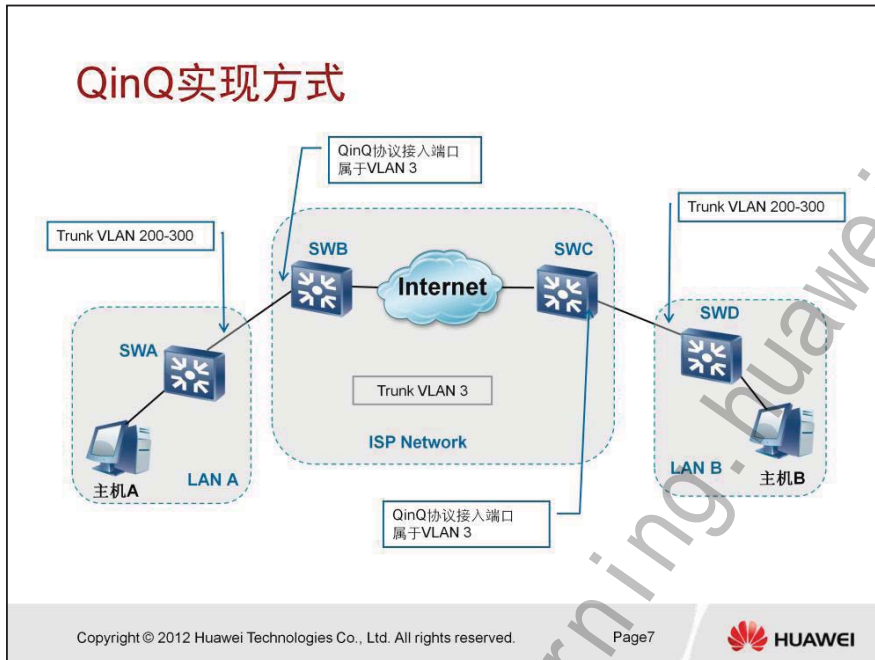 QinQ实现方式
QinQ协议接入端口
属于VLAN 3
Trunk VLAN 200-300
Trunk VLAN 200-300
SWB
Internet
SWC
SWA
SWD
Trunk VLAN 3
ISP Network
主机A
LAN A
LAN B
主机B
QinQ协议接入端口
属于VLAN 3
Copyright © 2012 Huawei Technologies Co., Ltd. All rights reserved.
Page7
HUAWEI
rning.huawei.